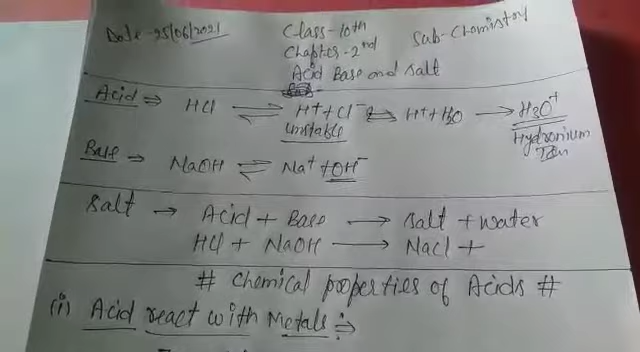 Date-25/06/2021 Class-10th Sub-Chemistry
Chapter-2nd
Acid Base and Salt
Acid ⇒ HCl ⇌ H⁺+Cl⁻ ⇔ H⁺+H₂O → H₃O⁺
Unstable Hydronium
Ion
Base → NaOH ⇌ Na⁺+OH⁻
Salt → Acid + Base → Salt + water
HCl + NaOH → Nacl +
# Chemical properties of Acids #
(i) Acid react with Metals:⇒